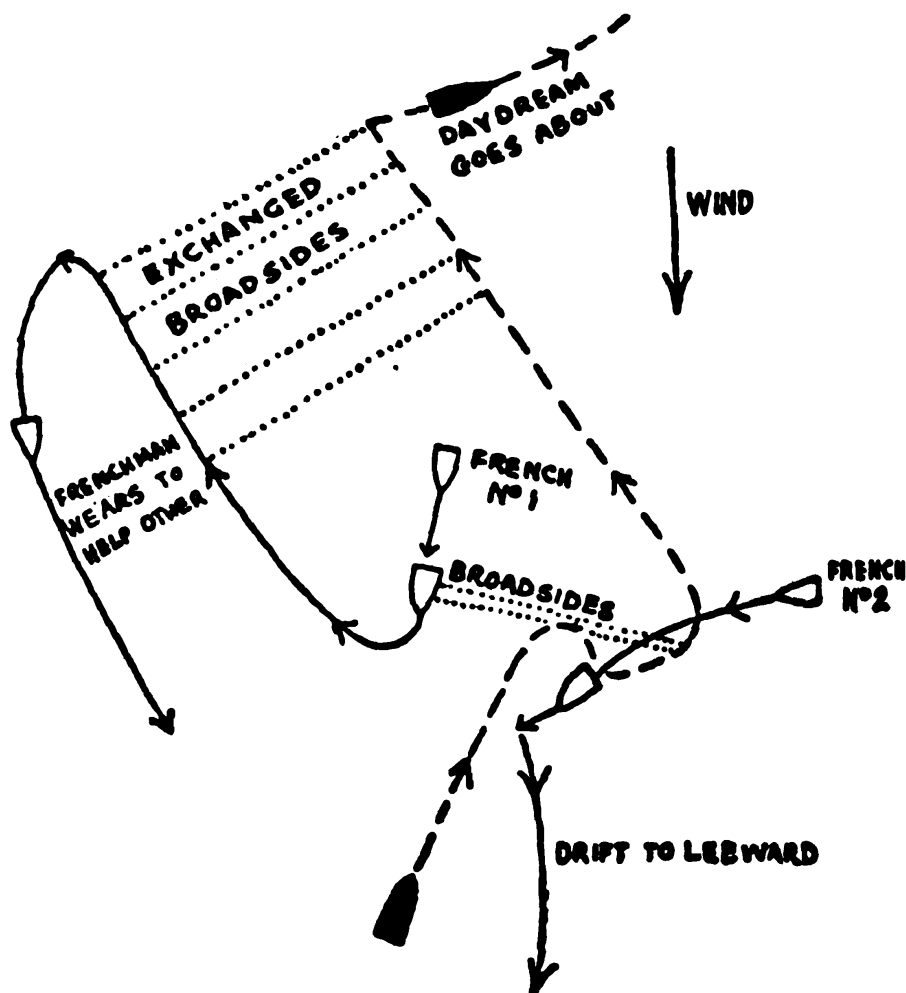 DAYDREAM
GOES ABOUT
WIND
EXCHANGED
BROADSIDES
FRENCHMAN
WEARS TO
HELP OTHER
FRENCH
Nº 1
BROADSIDES
FRENCH
Nº 2
DRIFT TO LEEWARD